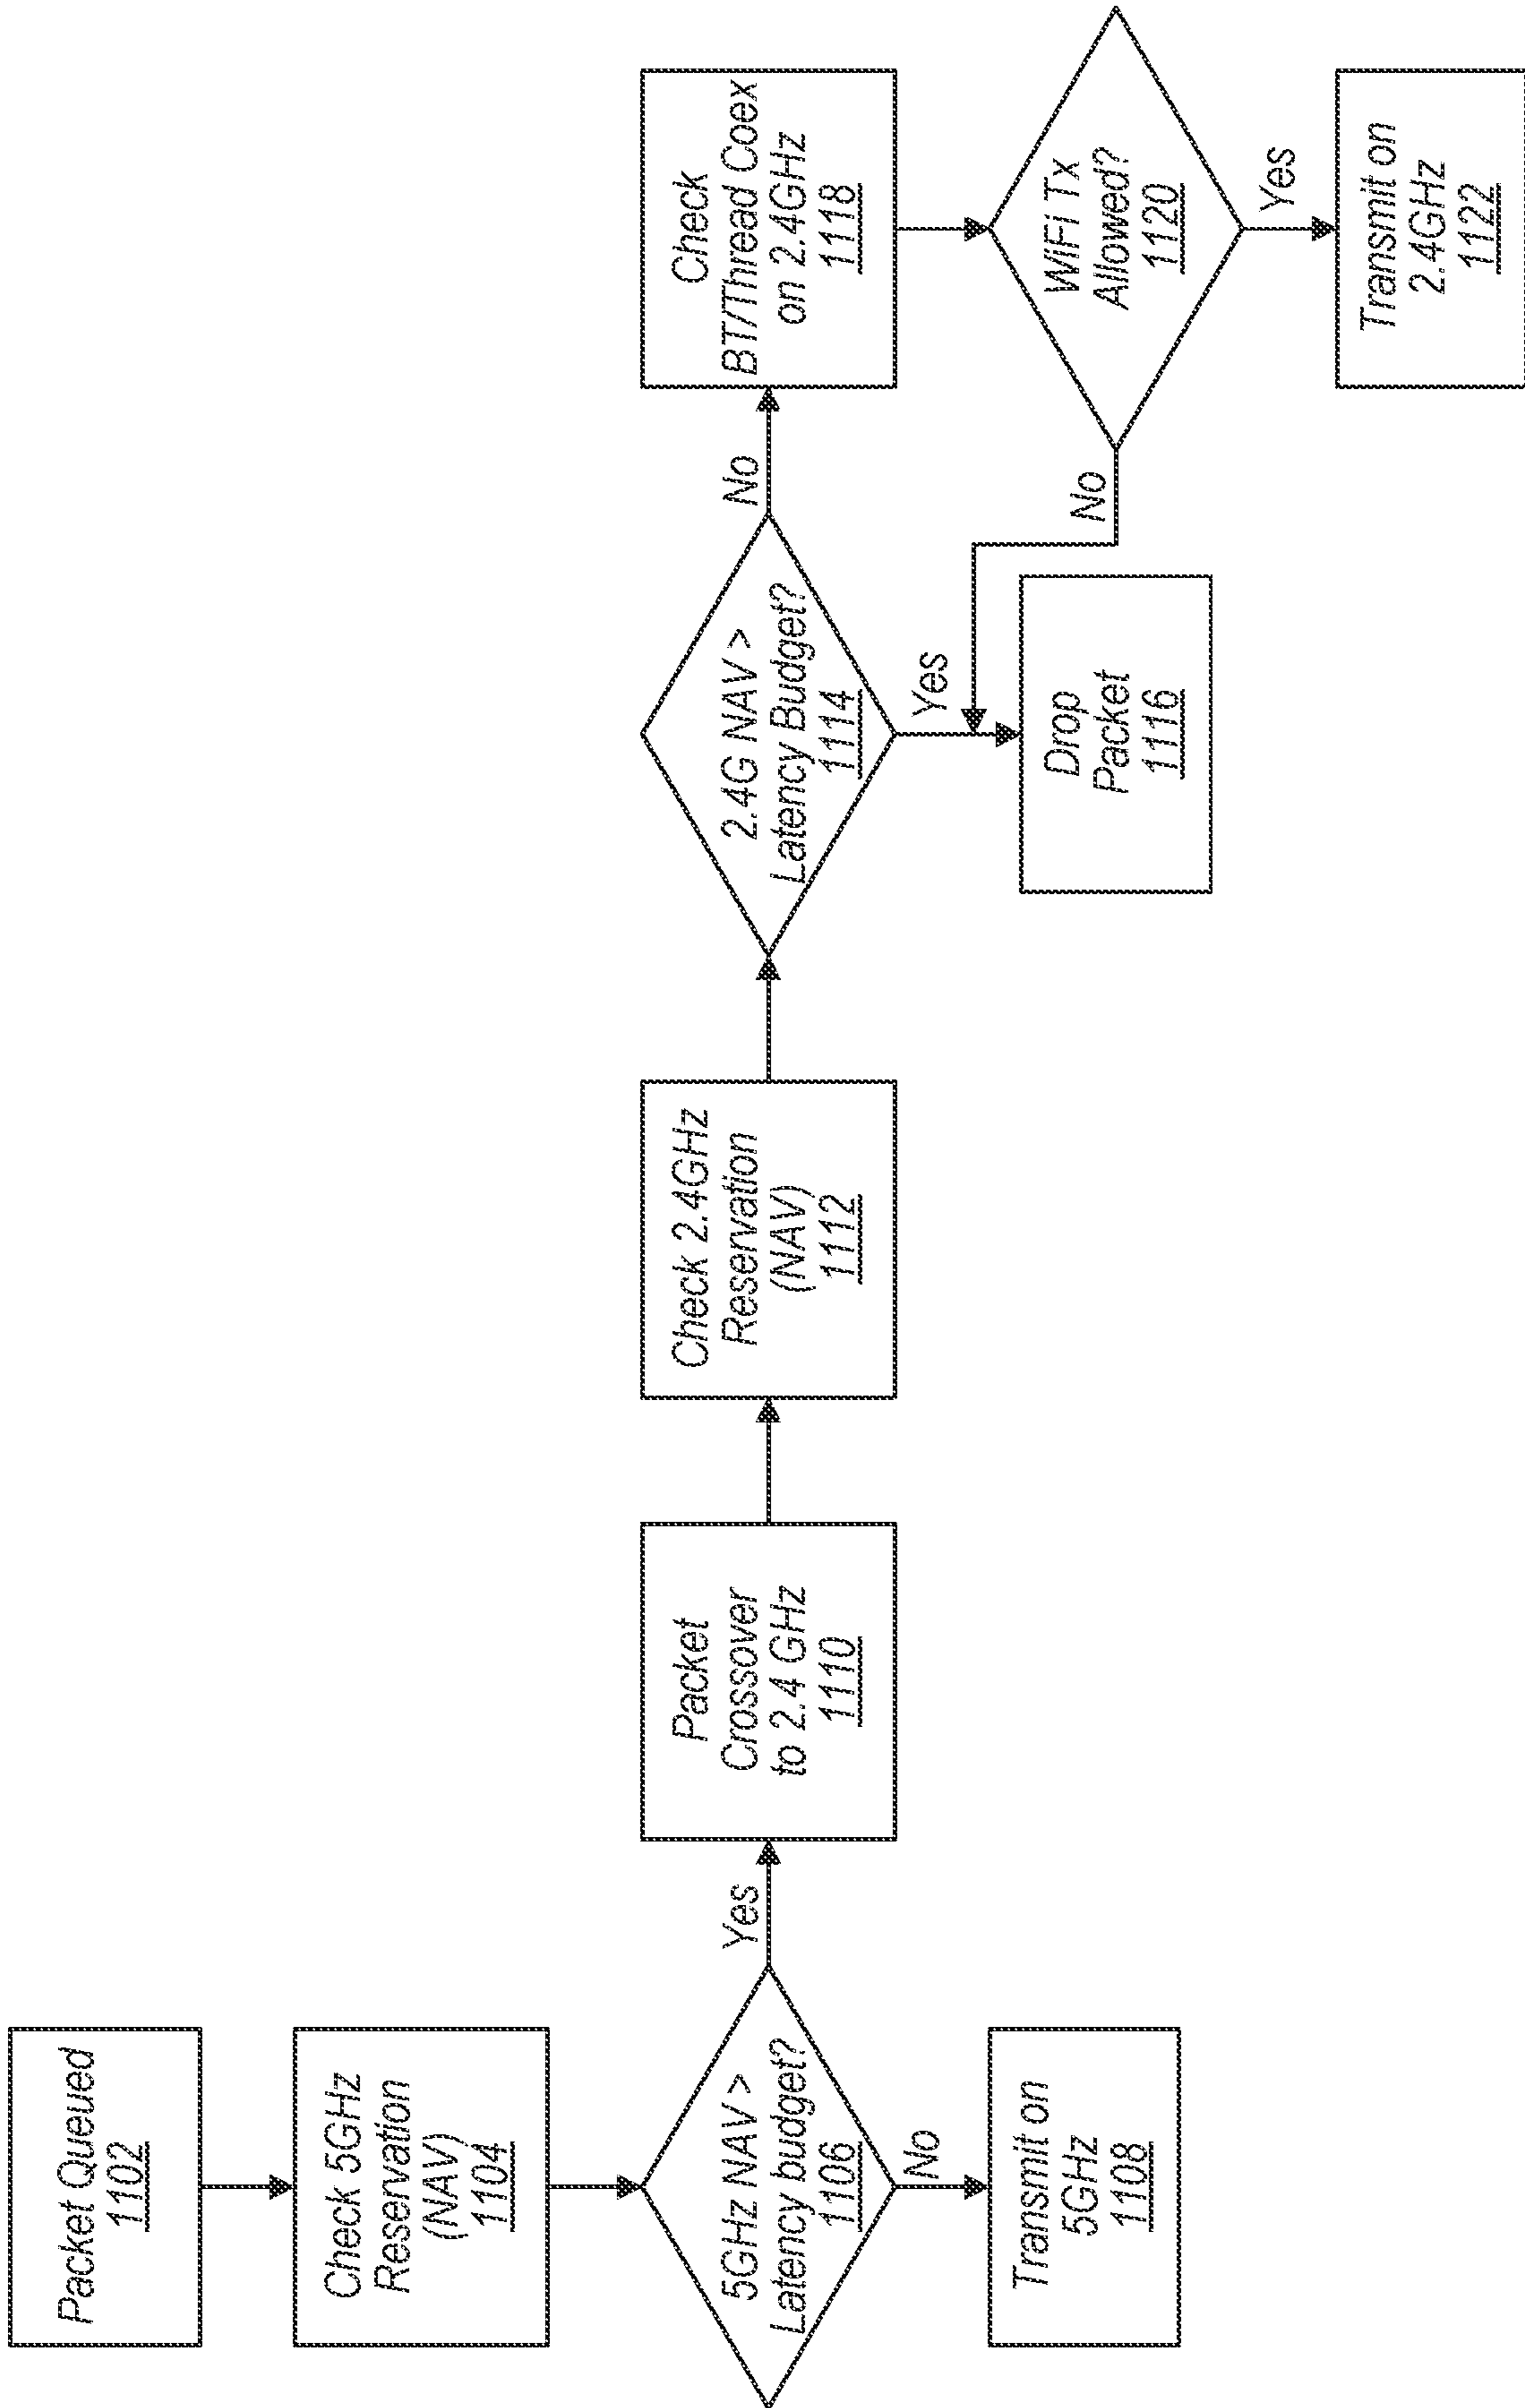 Packet Queued
1102
Check 5GHz
Reservation
(NAV)
1104
5GHz NAV >
Latency budget?
1106
No
Transmit on
5GHz
1108
Yes
Packet
Crossover
to 2.4 GHz
1110
Check 2.4GHz
Reservation
(NAV)
1112
2.4G NAV >
Latency Budget?
1114
Yes
Drop
Packet
1116
No
Check
BT/Thread Coex
on 2.4GHz
1118
WiFi Tx
Allowed?
1120
No
Yes
Transmit on
2.4GHz
1122